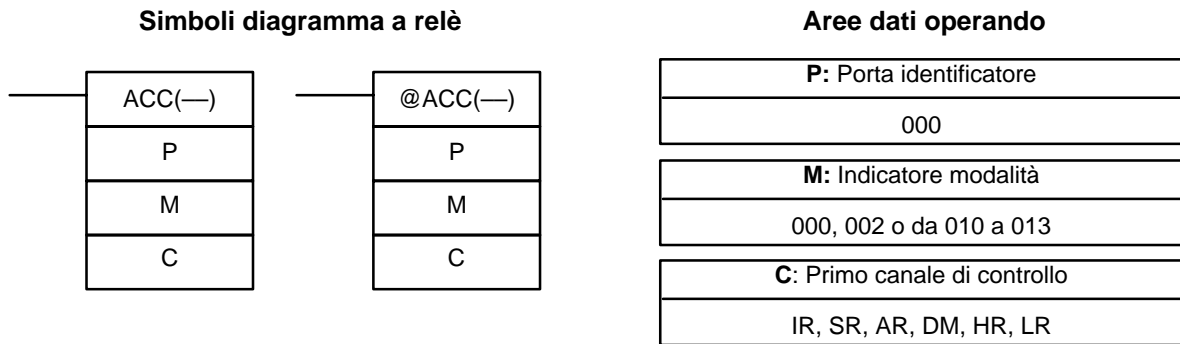 Simboli diagramma a relè
ACC(—)
P
M
C
@ACC(—)
P
M
C
Aree dati operando
P: Porta identificatore
000
M: Indicatore modalità
000, 002 o da 010 a 013
C: Primo canale di controllo
IR, SR, AR, DM, HR, LR